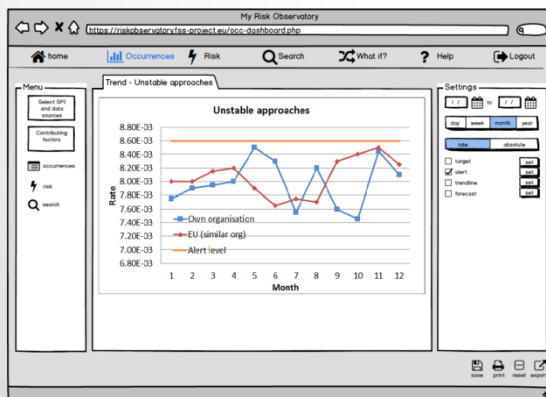 My Risk Observatory
https://riskobservatory.fss-project.eu/occ-dashboard.php
home
Occurrences
Risk
Search
What if?
Help
Logout
Menu
Select SPI
and data
sources
Contributing
factors
occurrences
risk
search
Trend - Unstable approaches
Unstable approaches
8.80E-03
8.60E-03
8.40E-03
8.20E-03
8.00E-03
7.80E-03
7.60E-03
7.40E-03
7.20E-03
7.00E-03
6.80E-03
Rate
Own organisation
EU (similar org)
Alert level
1 2 3 4 5 6 7 8 9 10 11 12
Month
Settings
/ / to / /
day week month year
rate absolute
target set
alert set
trendline set
forecast set
save print reset export